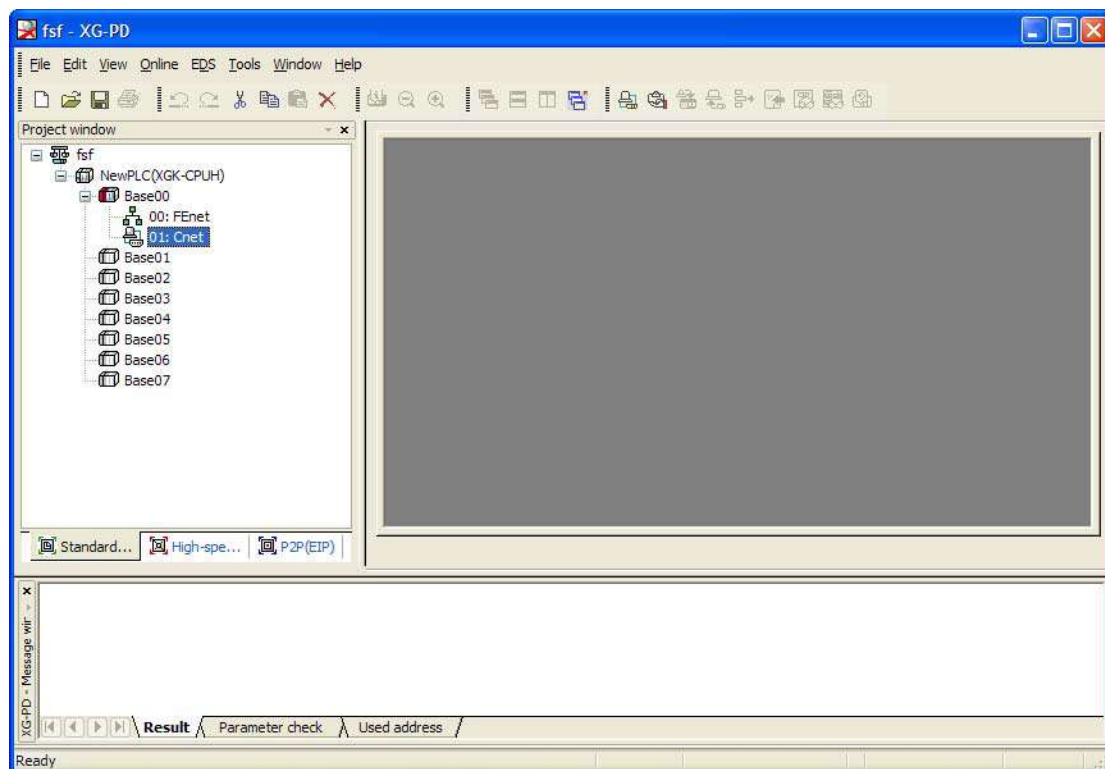 fsf - XG-PD
File Edit View Online EDS Tools Window Help
Project window
fsf
NewPLC(XGK-CPUH)
Base00
00: FEnet
01: Cnet
Base01
Base02
Base03
Base04
Base05
Base06
Base07
Standard... High-spe... P2P(EIP)
XG-PD - Message wir
Result Parameter check Used address
Ready